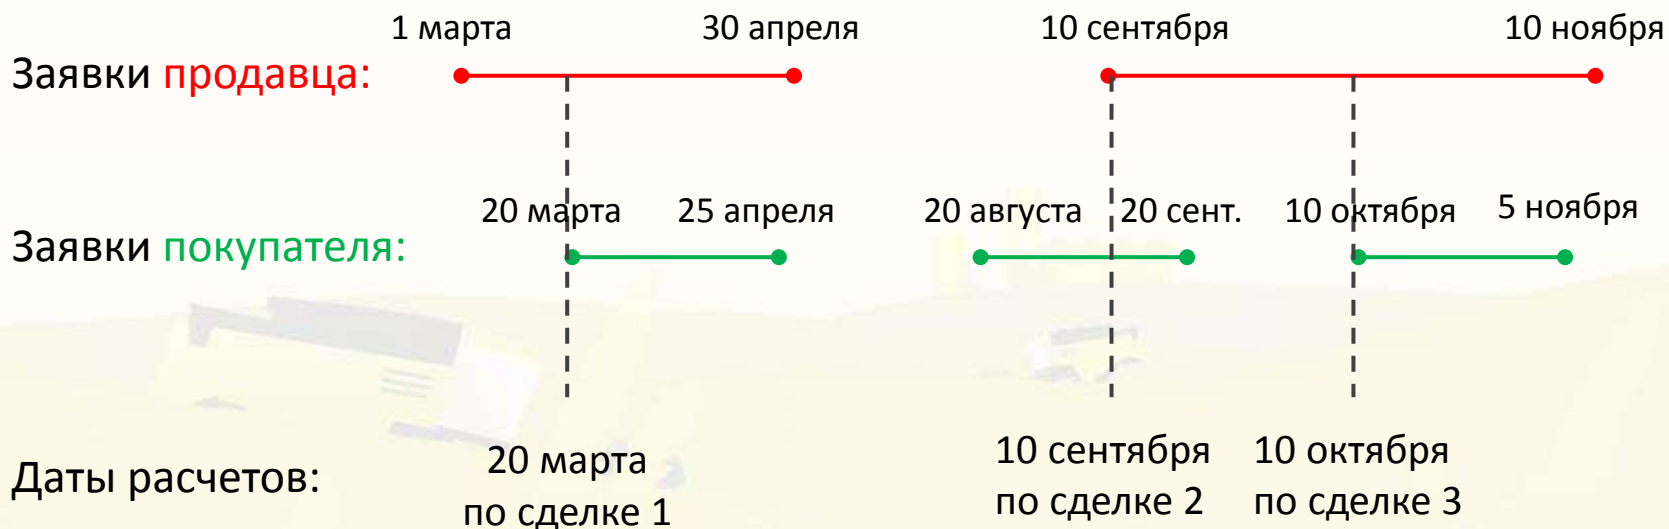 1 марта 30 апреля 10 сентября 10 ноября
Заявки продавца:
20 марта 25 апреля 20 августа 20 сент. 10 октября 5 ноября
Заявки покупателя:
Даты расчетов:
20 марта
по сделке 1
10 сентября
по сделке 2
10 октября
по сделке 3